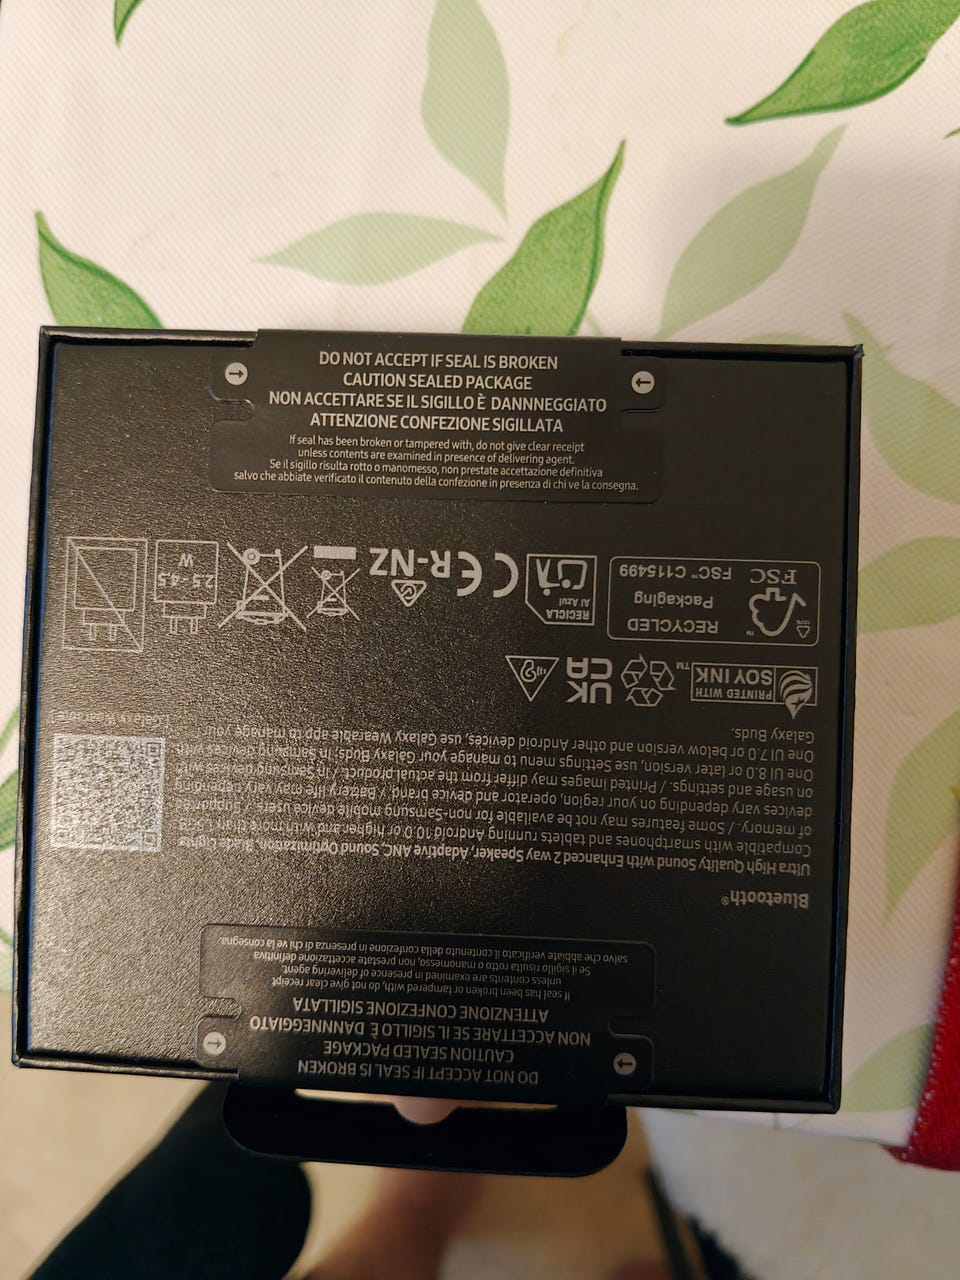 DO NOT ACCEPT IF SEAL IS BROKEN
CAUTION SEALED PACKAGE
NON ACCETTARE SE IL SIGILLO È DANNNEGGIATO
ATTENZIONE CONFEZIONE SIGILLATA
If seal has been broken or tampered with, do not give clear receipt
unless contents are examined in presence of delivering agent.
Se il sigillo risulta rotto o manomesso, non prestate accettazione definitiva
salvo che abbiate verificato il contenuto della confezione in presenza di chi ve la consegna.
Bluetooth®
Ultra High Quality Sound with Enhanced 2 way Speaker, Adaptive ANC, Sound Optimization, Blade Lights
Compatible with smartphones and tablets running Android 10.0 or higher and with more than
of memory. / Some features may not be available for non-Samsung mobile device users / Supported
devices vary depending on your region, operator and device brand / Battery life may vary depending
on usage and settings. / Printed images may differ from the actual product. / In Samsung devices with
One UI 8.0 or later version, use Settings menu to manage your Galaxy Buds. In Samsung devices with
One UI 7.0 or below version and other Android devices, use Galaxy Wearable app to manage your
Galaxy Buds.
Galaxy Wearable
PRINTED WITH
SOY INK™
UK
CA
100%
RECYCLED
Packaging
FSC
FSC™ C115499
RECICLA
Al Azul
CE
R-NZ
2.5 - 4.5
W
DO NOT ACCEPT IF SEAL IS BROKEN
CAUTION SEALED PACKAGE
NON ACCETTARE SE IL SIGILLO È DANNNEGGIATO
ATTENZIONE CONFEZIONE SIGILLATA
If seal has been broken or tampered with, do not give clear receipt
unless contents are examined in presence of delivering agent.
Se il sigillo risulta rotto o manomesso, non prestate accettazione definitiva
salvo che abbiate verificato il contenuto della confezione in presenza di chi ve la consegna.